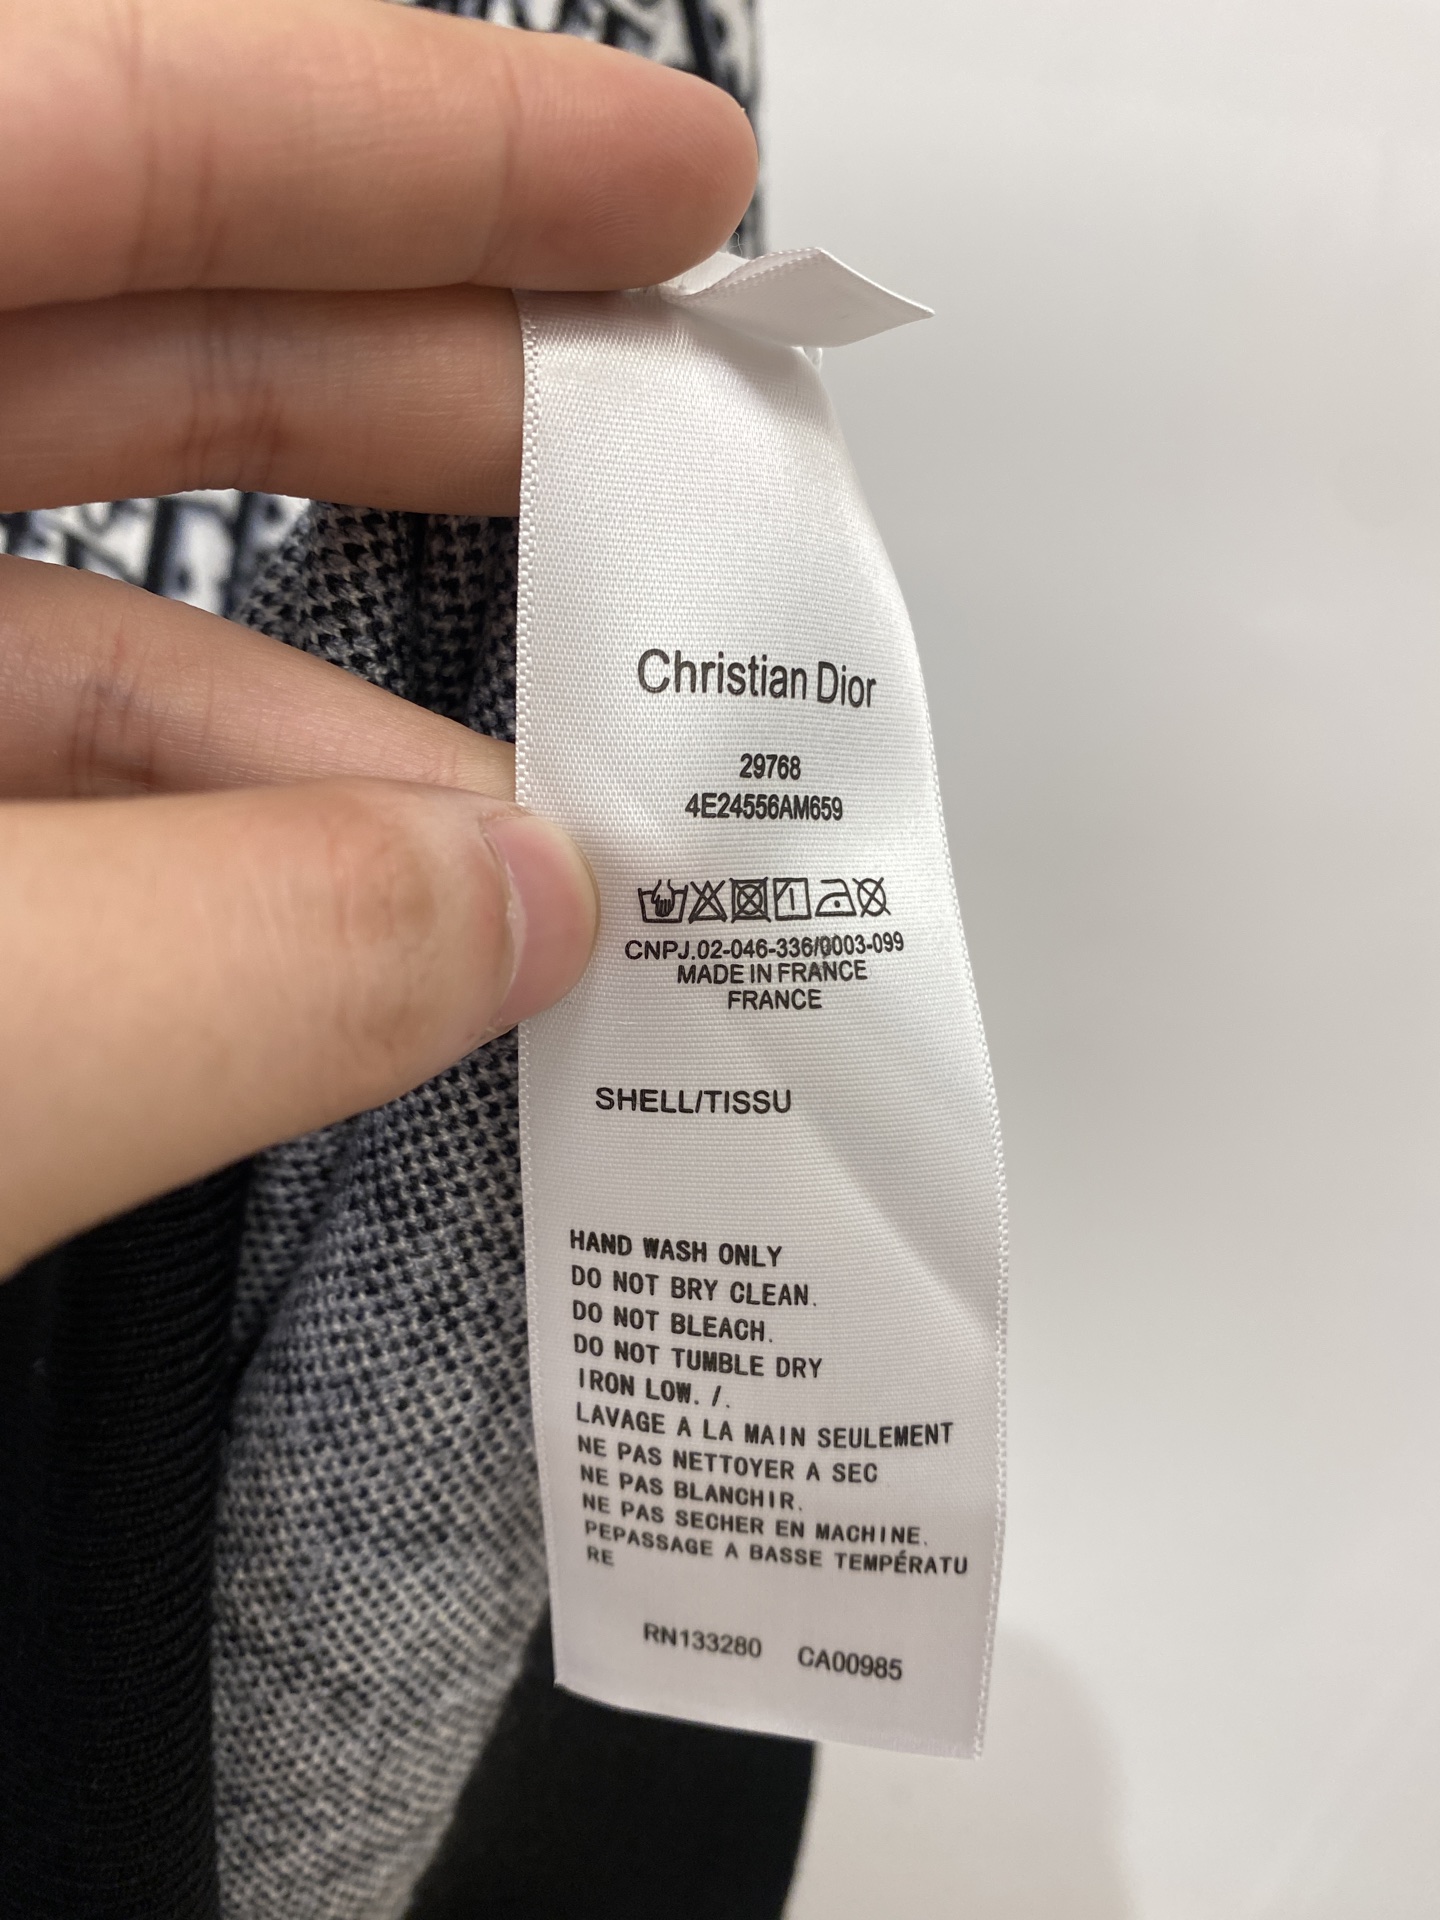 Christian Dior
29768
4E24556AM659
CNPJ.02-046-336/0003-099
MADE IN FRANCE
FRANCE
SHELL/TISSU
HAND WASH ONLY
DO NOT BRY CLEAN.
DO NOT BLEACH.
DO NOT TUMBLE DRY
IRON LOW. /.
LAVAGE A LA MAIN SEULEMENT
NE PAS NETTOYER A SEC
NE PAS BLANCHIR.
NE PAS SECHER EN MACHINE.
PEPASSAGE A BASSE TEMPÉRATU
RE
RN133280 CA00985